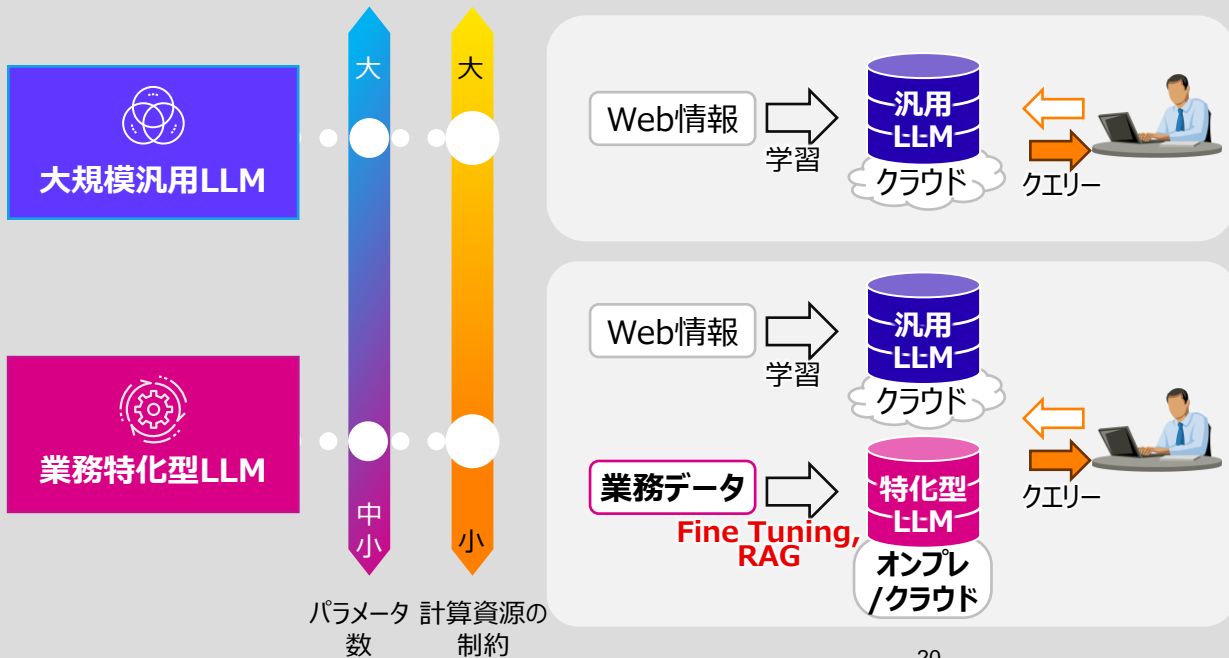 大規模汎用LLM
業務特化型LLM
大
中
小
パラメータ
数
大
小
計算資源の
制約
Web情報
学習
汎用
LLM
クラウド
クエリー
Web情報
学習
汎用
LLM
クラウド
業務データ
Fine Tuning,
RAG
特化型
LLM
オンプレ
/クラウド
クエリー
20